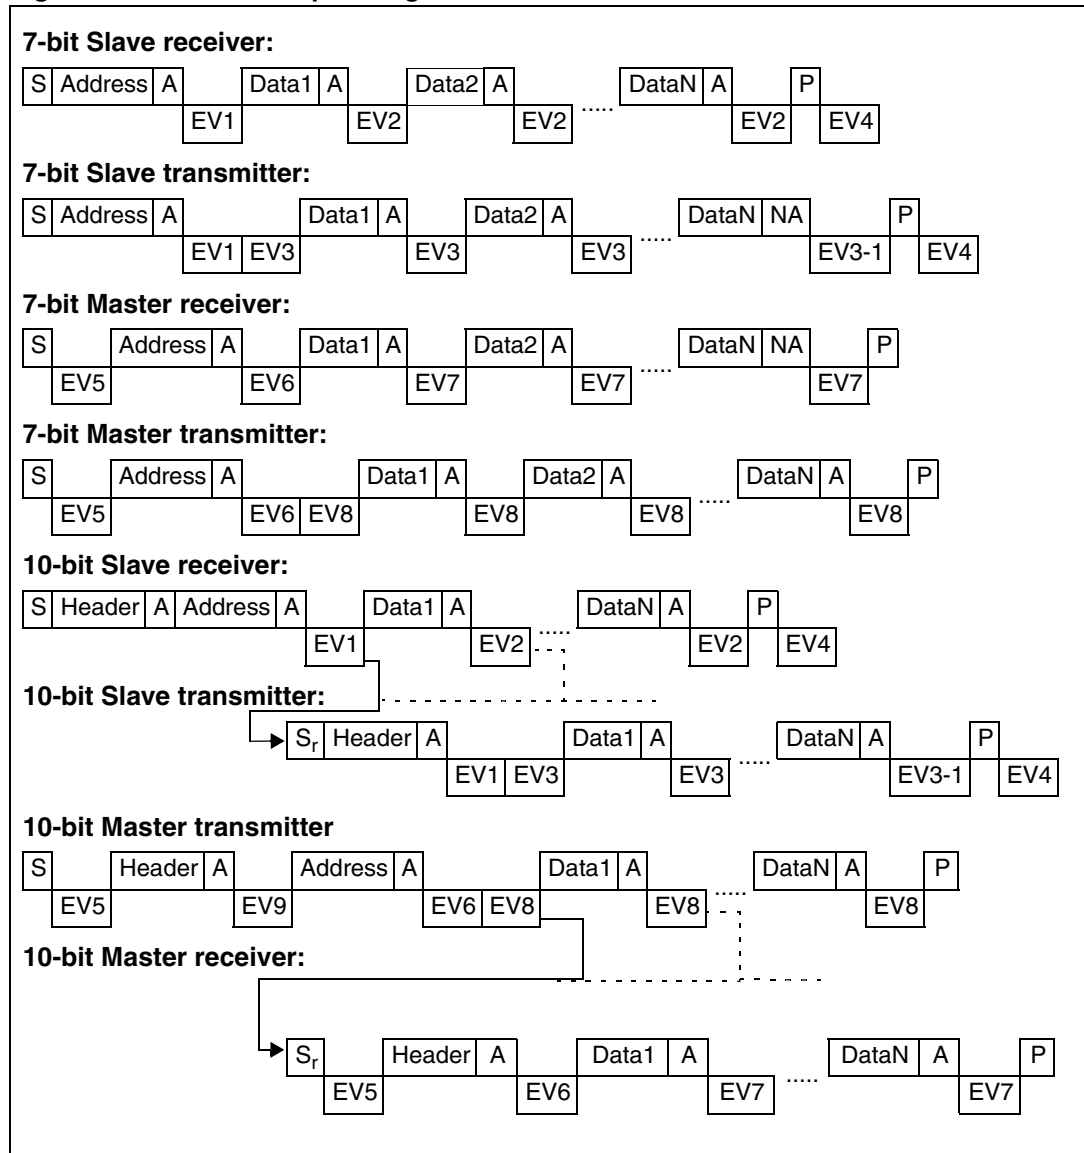 7-bit Slave receiver:
S Address A Data1 A Data2 A ..... DataN A P
EV1 EV2 EV2 EV2 EV4
7-bit Slave transmitter:
S Address A Data1 A Data2 A ..... DataN NA P
EV1 EV3 EV3 EV3 EV3-1 EV4
7-bit Master receiver:
S Address A Data1 A Data2 A ..... DataN NA P
EV5 EV6 EV7 EV7 EV7
7-bit Master transmitter:
S Address A Data1 A Data2 A ..... DataN A P
EV5 EV6 EV8 EV8 EV8 EV8
10-bit Slave receiver:
S Header A Address A Data1 A ..... DataN A P
EV1 EV2 EV2 EV4
10-bit Slave transmitter:
Sr Header A Data1 A ..... DataN A P
EV1 EV3 EV3 EV3-1 EV4
10-bit Master transmitter
S Header A Address A Data1 A ..... DataN A P
EV5 EV9 EV6 EV8 EV8 EV8
10-bit Master receiver:
Sr Header A Data1 A ..... DataN A P
EV5 EV6 EV7 EV7